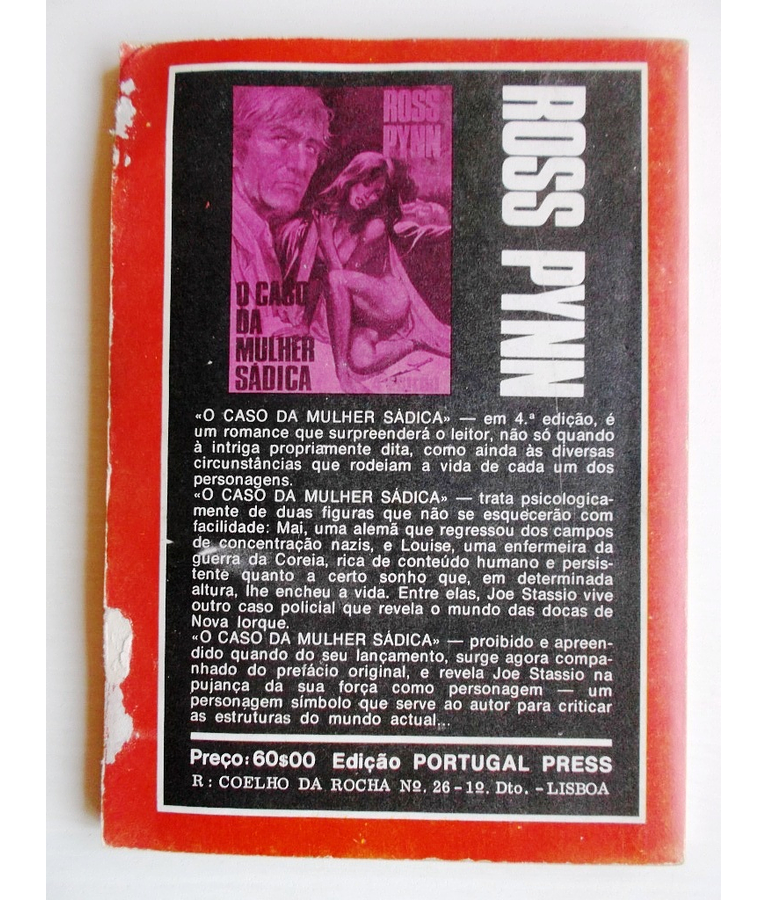 ROSS
PYNN
O CASO
DA
MULHER
SÁDICA
ROSS PYNN
«O CASO DA MULHER SÁDICA» — em 4.ª edição, é
um romance que surpreenderá o leitor, não só quando
à intriga propriamente dita, como ainda às diversas
circunstâncias que rodeiam a vida de cada um dos
personagens.
«O CASO DA MULHER SÁDICA» — trata psicologica-
mente de duas figuras que não se esquecerão com
facilidade: Mai, uma alemã que regressou dos campos
de concentração nazis, e Louise, uma enfermeira da
guerra da Coreia, rica de conteúdo humano e persis-
tente quanto a certo sonho que, em determinada
altura, lhe encheu a vida. Entre elas, Joe Stassio vive
outro caso policial que revela o mundo das docas de
Nova Iorque.
«O CASO DA MULHER SÁDICA» — proibido e apreen-
dido quando do seu lançamento, surge agora compa-
nhado do prefácio original, e revela Joe Stassio na
pujança da sua força como personagem — um
personagem símbolo que serve ao autor para criticar
as estruturas do mundo actual...
Preço: 60$00 Edição PORTUGAL PRESS
R: COELHO DA ROCHA Nº. 26-1º. Dto. - LISBOA